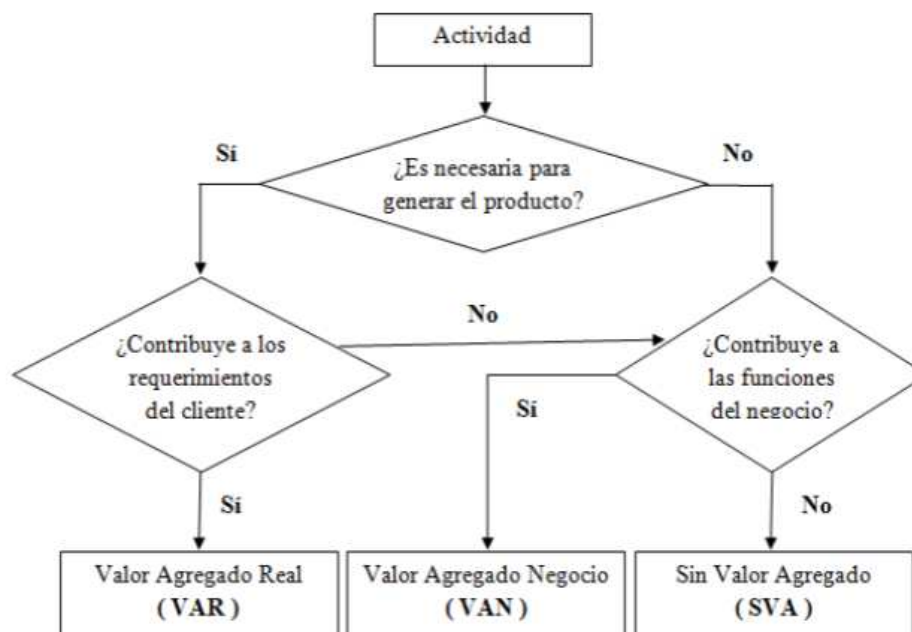 Actividad
Sí
No
¿Es necesaria para
generar el producto?
¿Contribuye a los
requerimientos
del cliente?
No
¿Contribuye a
las funciones
del negocio?
Sí
Sí
No
Valor Agregado Real
( VAR )
Valor Agregado Negocio
( VAN )
Sin Valor Agregado
( SVA )